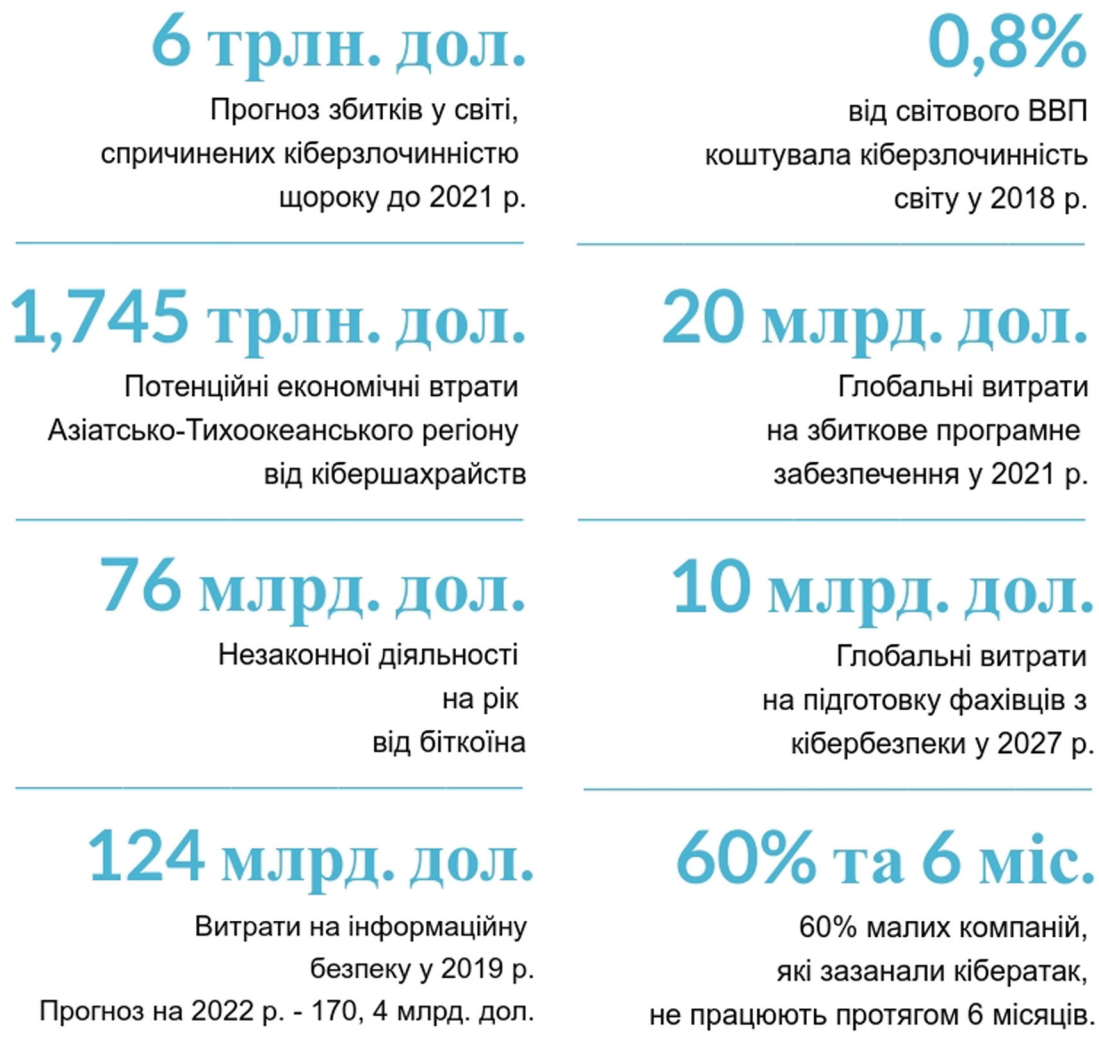 6 трлн. дол.
Прогноз збитків у світі,
спричинених кіберзлочинністю
щороку до 2021 р.
0,8%
від світового ВВП
коштувала кіберзлочинність
світу у 2018 р.
1,745 трлн. дол.
Потенційні економічні втрати
Азіатсько-Тихоокеанського регіону
від кібершахрайств
20 млрд. дол.
Глобальні витрати
на збиткове програмне
забезпечення у 2021 р.
76 млрд. дол.
Незаконної діяльності
на рік
від біткоїна
10 млрд. дол.
Глобальні витрати
на підготовку фахівців з
кібербезпеки у 2027 р.
124 млрд. дол.
Витрати на інформаційну
безпеку у 2019 р.
Прогноз на 2022 р. - 170, 4 млрд. дол.
60% та 6 міс.
60% малих компаній,
які зазанали кібератак,
не працюють протягом 6 місяців.